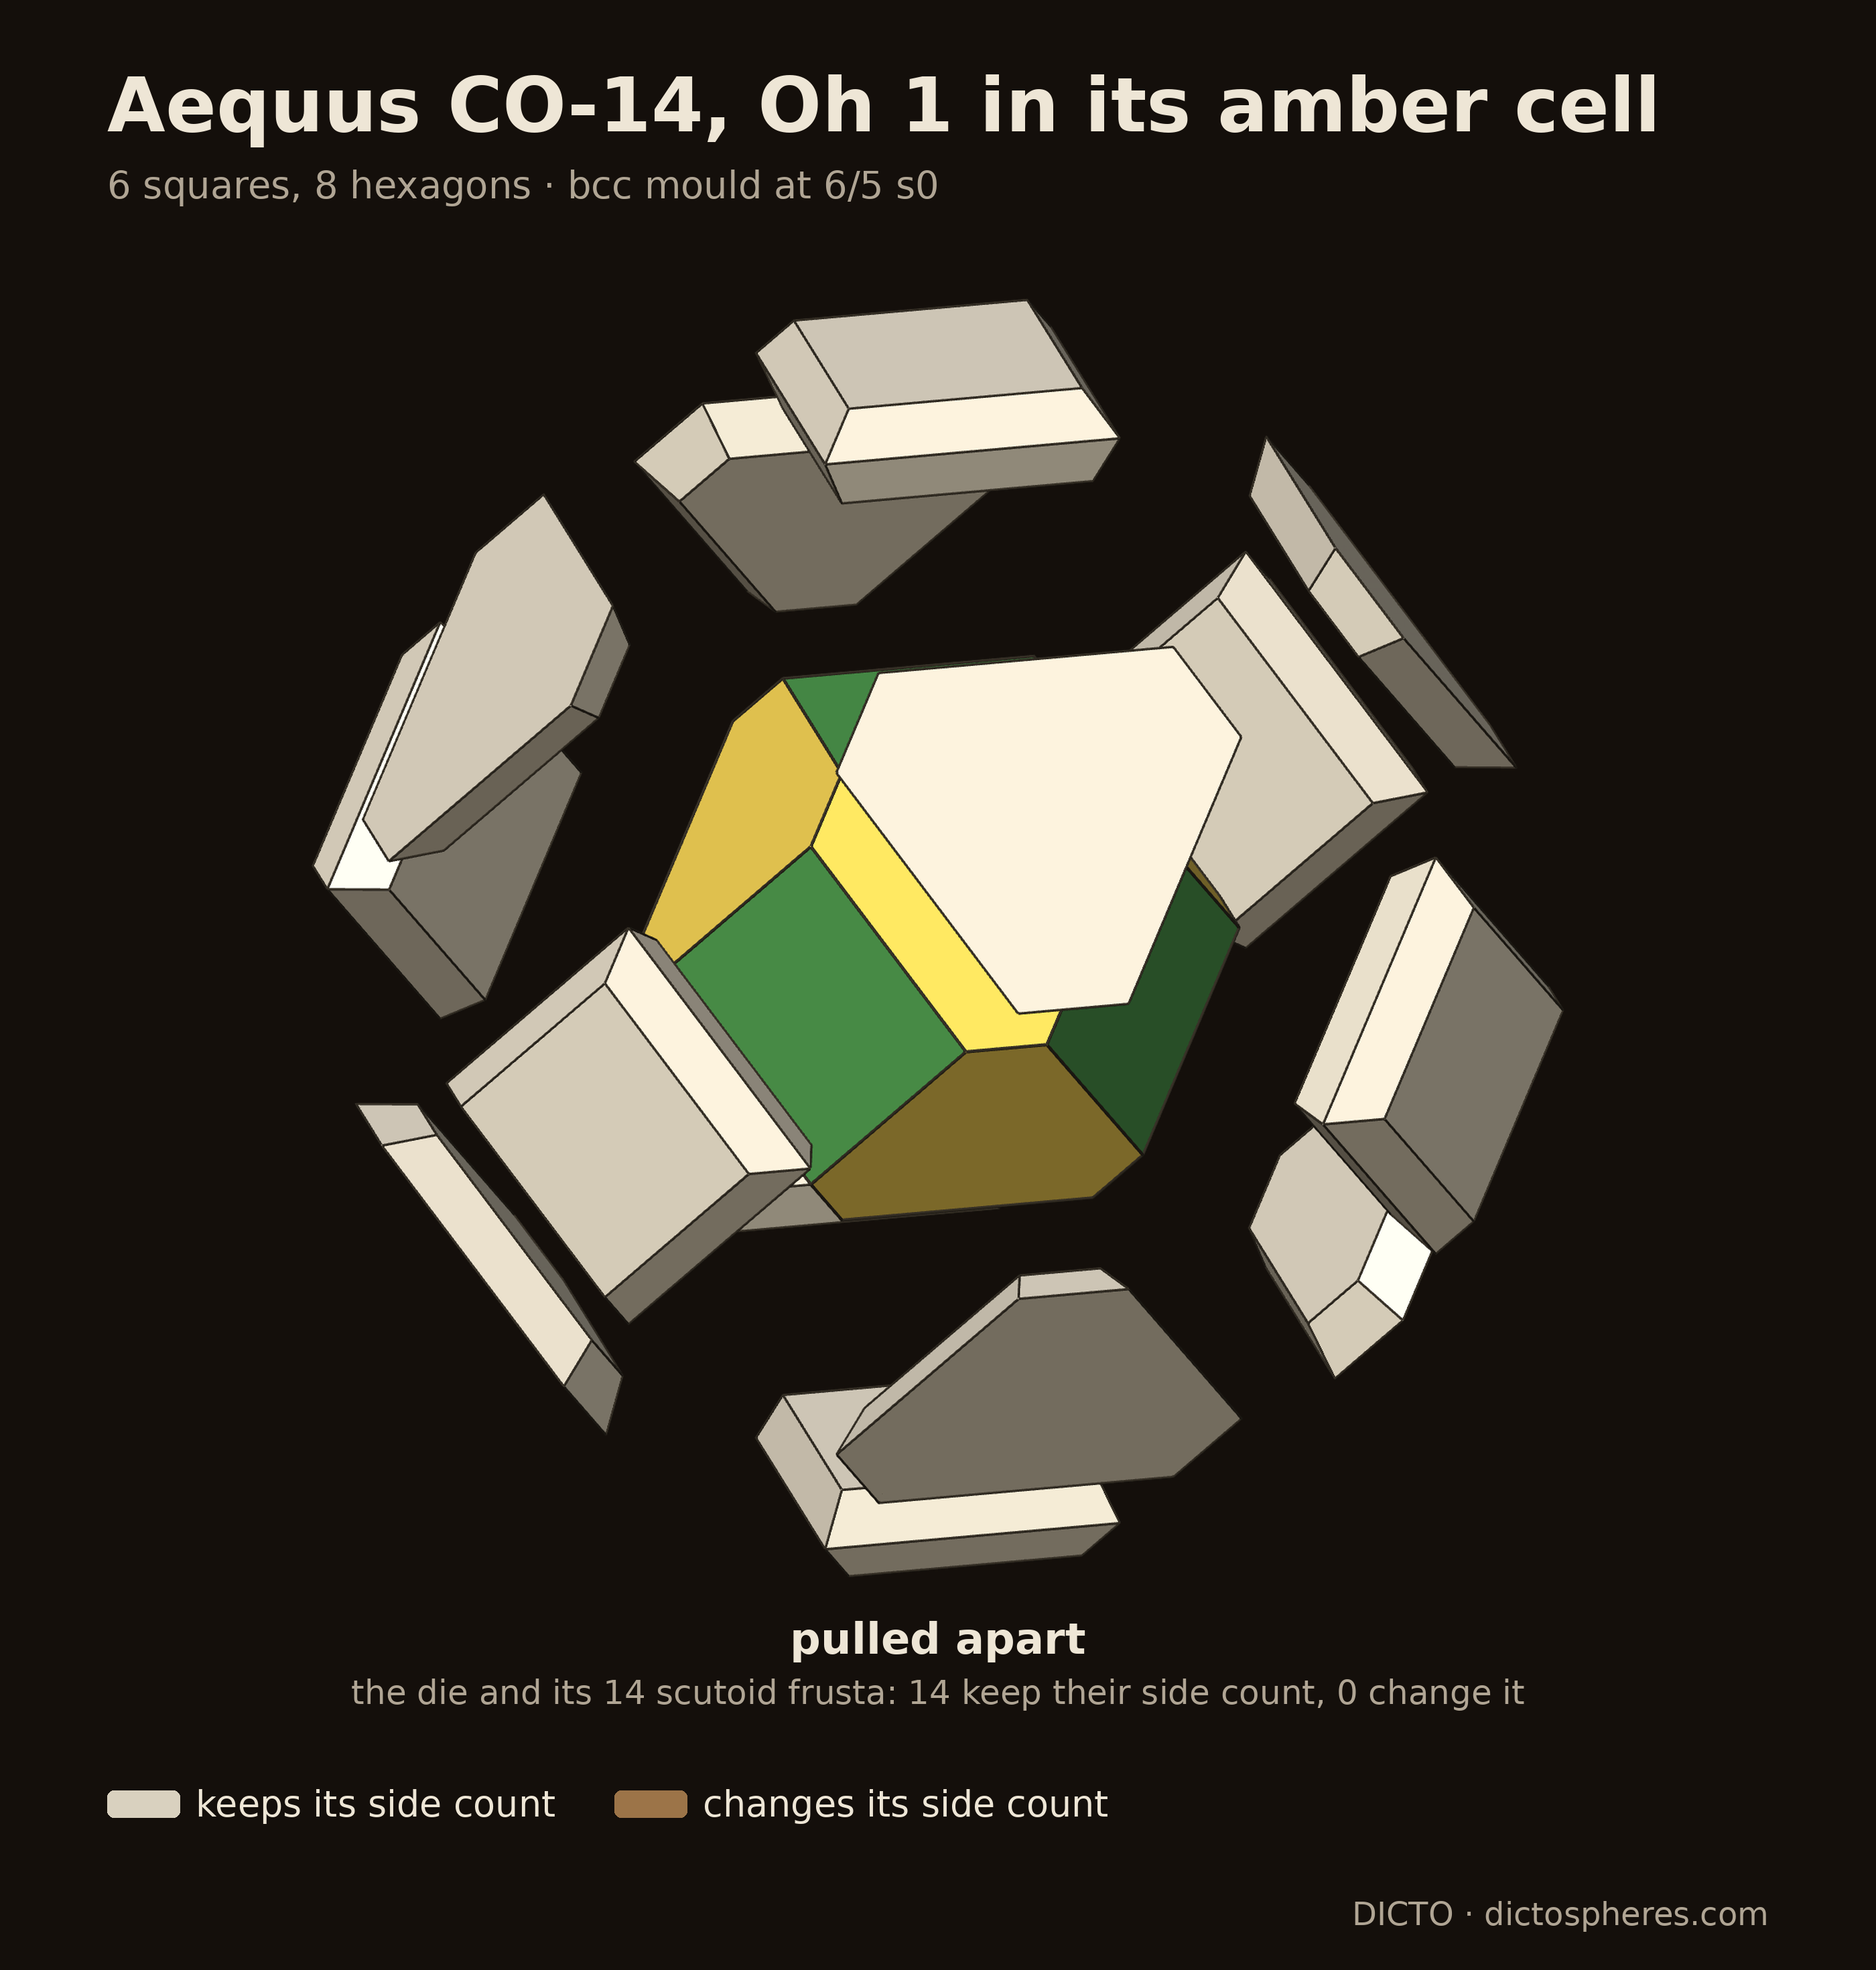 Aequus CO-14, Oh 1 in its amber cell
6 squares, 8 hexagons · bcc mould at 6/5 s0
pulled apart
the die and its 14 scutoid frusta: 14 keep their side count, 0 change it
keeps its side count
changes its side count
DICTO · dictospheres.com